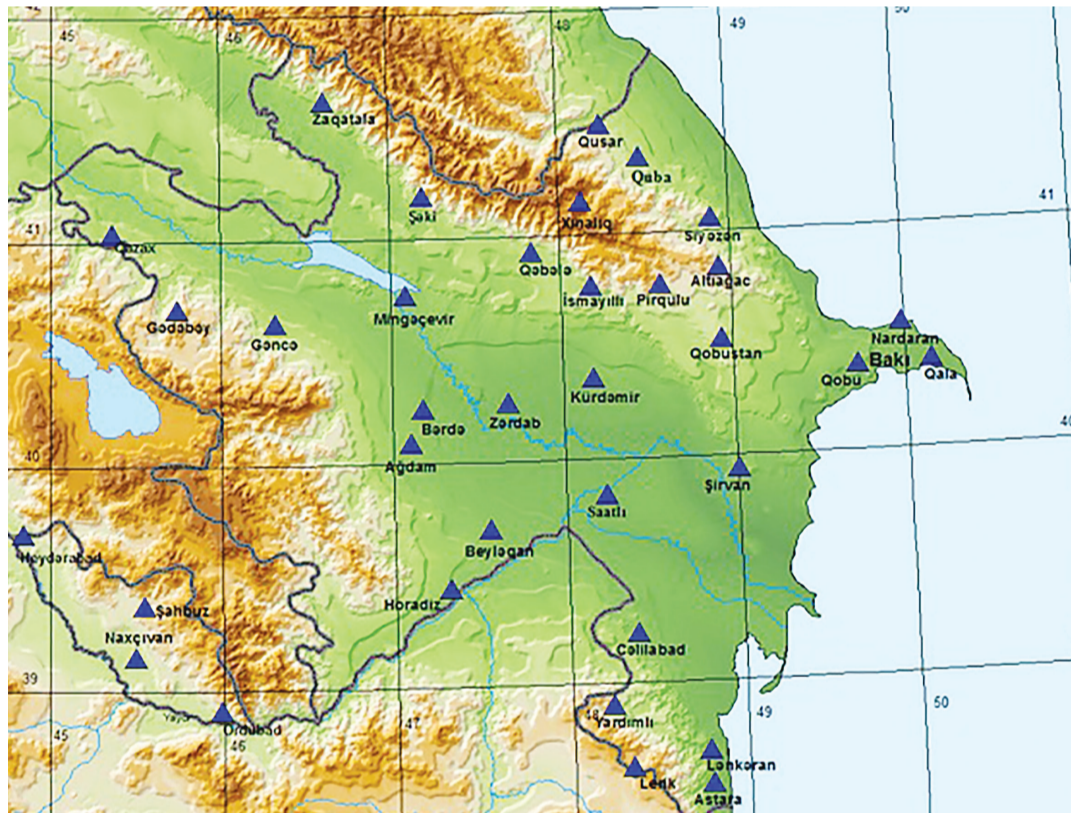 45
46
48
49
50
Zaqatala
Qusar
Quba
Şəki
Xınalıq
Siyəzən
41
41
Qazax
Qəbələ
Altıağac
İsmayıllı
Pirqulu
Mingəçevir
Gədəbəy
Gəncə
Nardaran
Qobustan
Bakı
Qobu
Qala
Kürdəmir
Bərdə
Zərdab
40
Ağdam
40
Şirvan
Saatlı
Beyləqan
Heydərabad
Horadiz
Şahbuz
Naxçıvan
Cəlilabad
39
50
48
49
Yardımlı
Ordubad
47
45
46
Lənkəran
Lerik
Astara